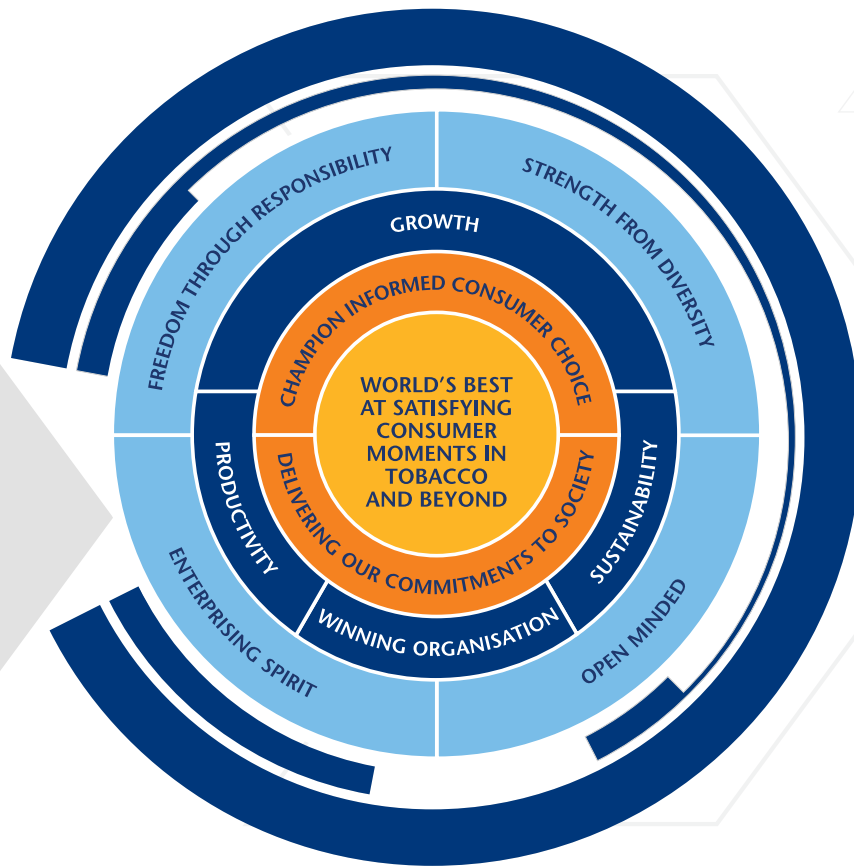 FREEDOM THROUGH RESPONSIBILITY
STRENGTH FROM DIVERSITY
GROWTH
CHAMPION INFORMED CONSUMER CHOICE
WORLD'S BEST
AT SATISFYING
CONSUMER
MOMENTS IN
TOBACCO
AND BEYOND
DELIVERING OUR COMMITMENTS TO SOCIETY
PRODUCTIVITY
WINNING ORGANISATION
SUSTAINABILITY
ENTERPRISING SPIRIT
OPEN MINDED